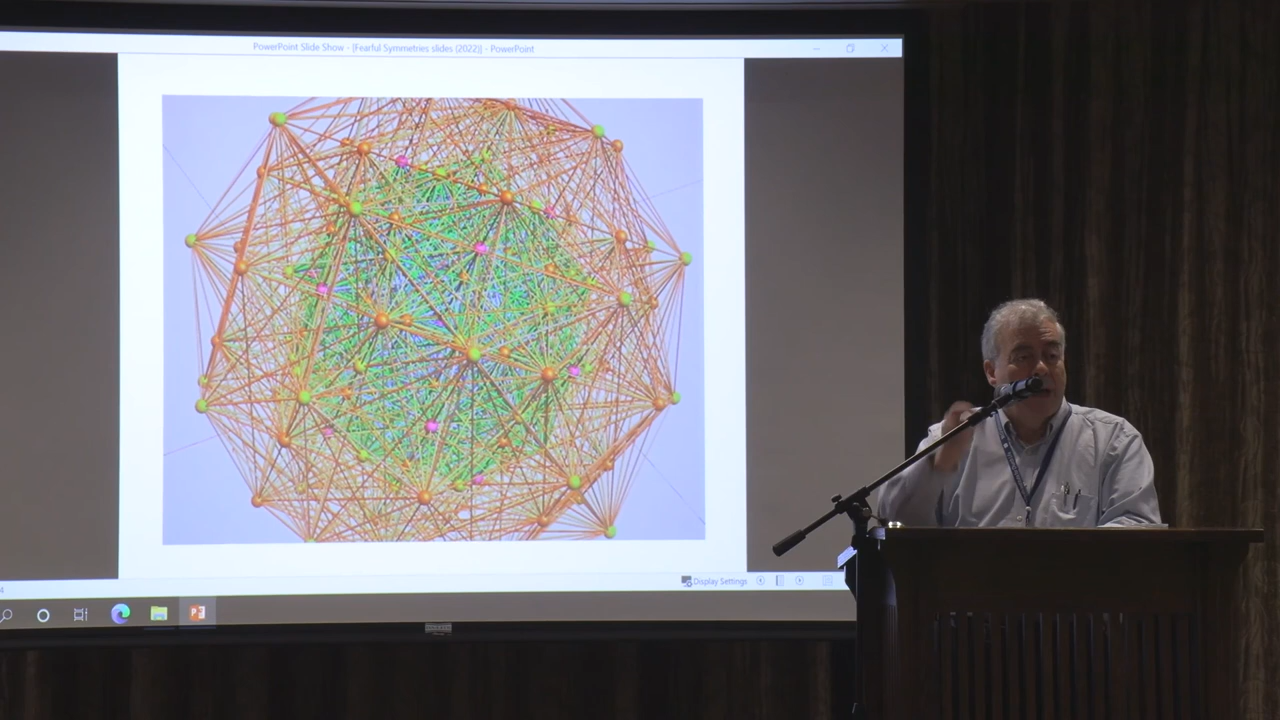 PowerPoint Slide Show - [Fearful Symmetries slides (2022)] - PowerPoint
Display Settings